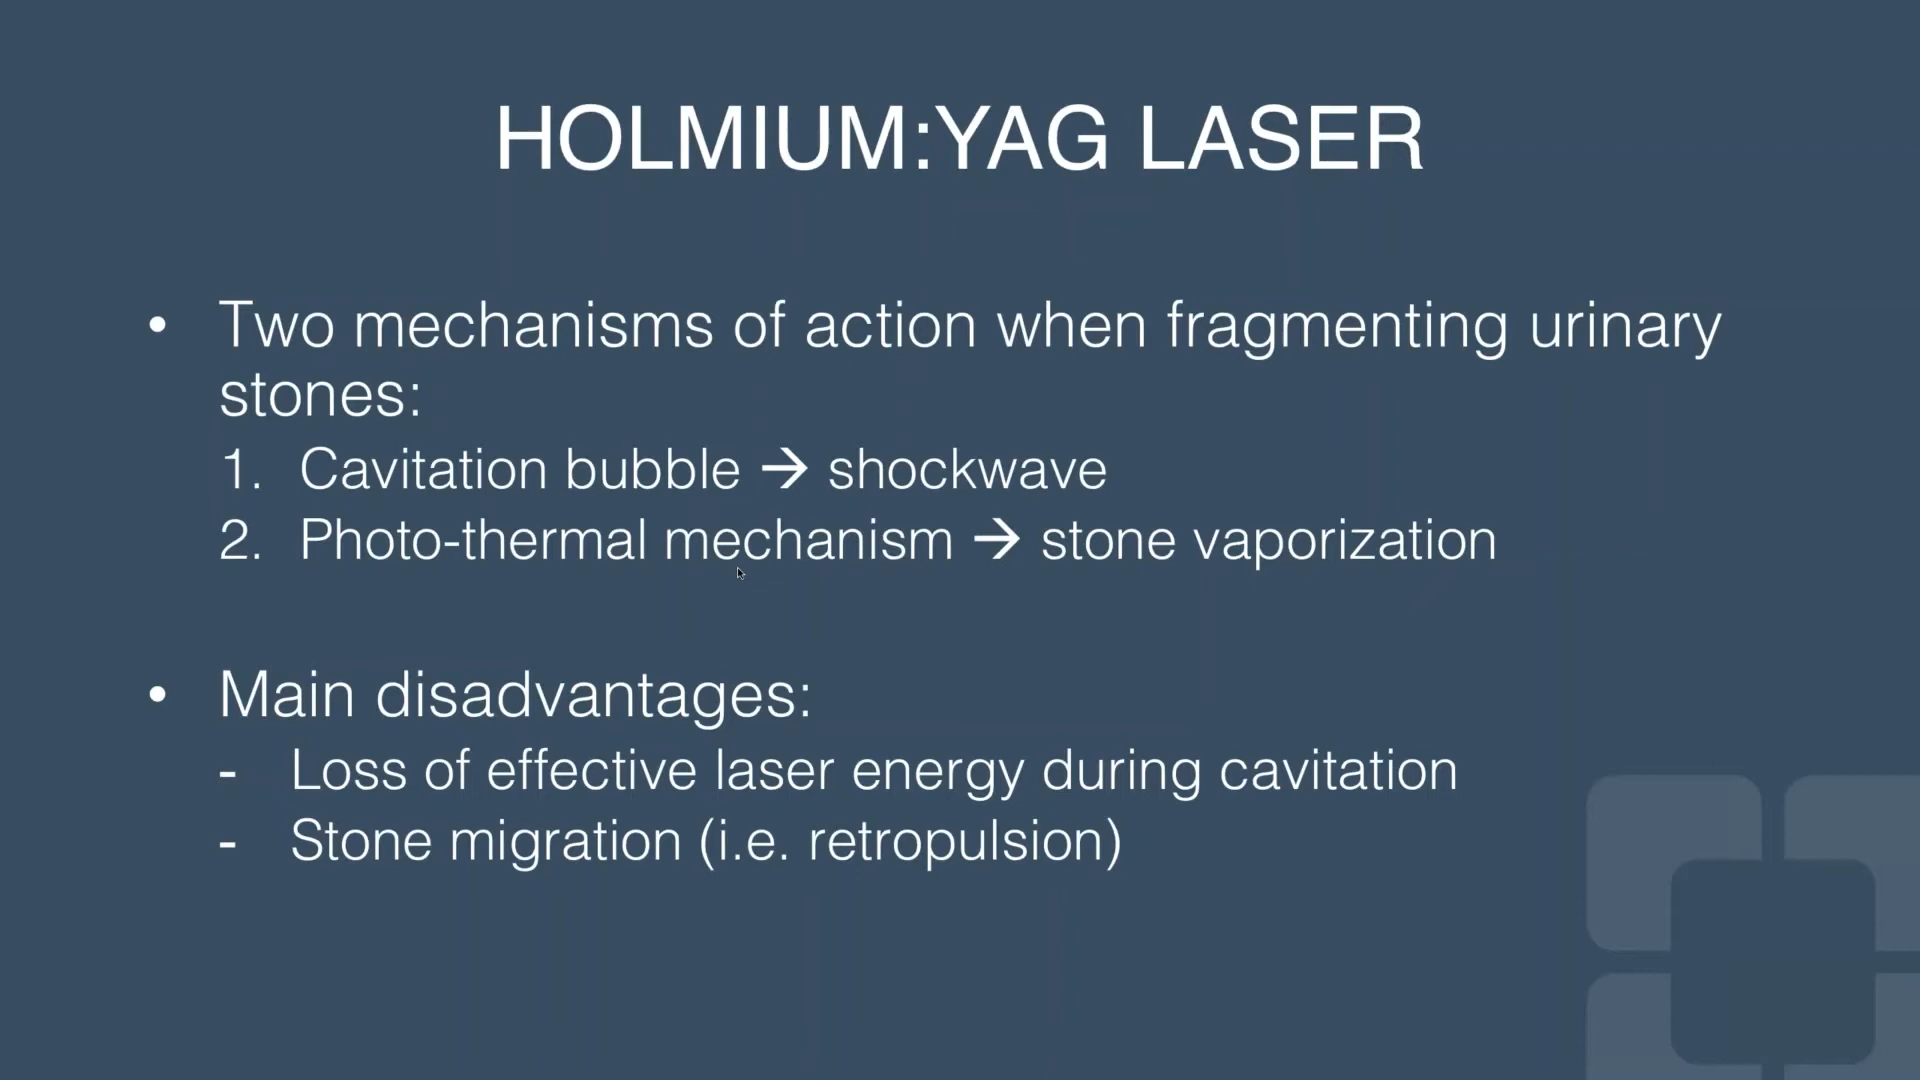 HOLMIUM:YAG LASER
• Two mechanisms of action when fragmenting urinary
stones:
1. Cavitation bubble → shockwave
2. Photo-thermal mechanism → stone vaporization
• Main disadvantages:
- Loss of effective laser energy during cavitation
- Stone migration (i.e. retropulsion)